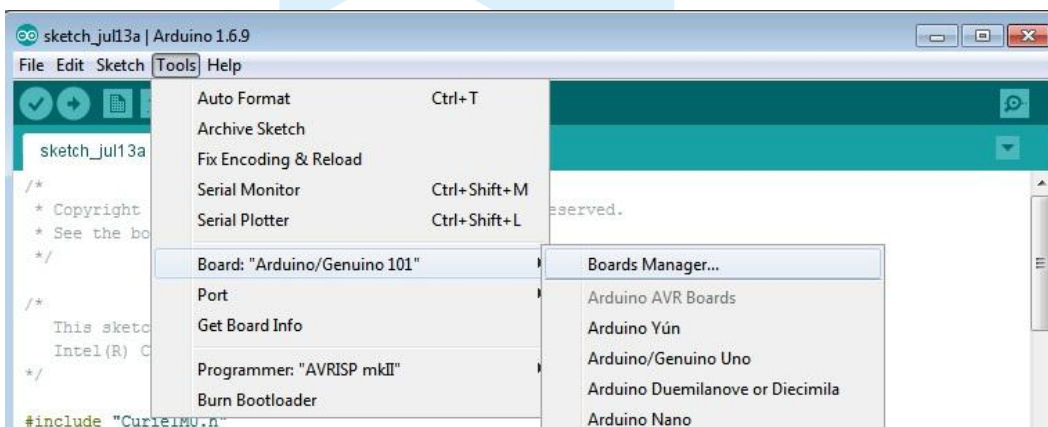 sketch_jul13a | Arduino 1.6.9
File Edit Sketch Tools Help
Auto Format Ctrl+T
Archive Sketch
sketch_jul13a
Fix Encoding & Reload
Serial Monitor Ctrl+Shift+M
Serial Plotter Ctrl+Shift+L
/*
* Copyright eserved.
* See the bo
*/
Board: "Arduino/Genuino 101"
Boards Manager...
Port
Arduino AVR Boards
Get Board Info
Arduino Yún
/*
This sketc
Intel(R) C
*/
Arduino/Genuino Uno
Programmer: "AVRISP mkII"
Arduino Duemilanove or Diecimila
Burn Bootloader
Arduino Nano
#include "CurieIMU.h"